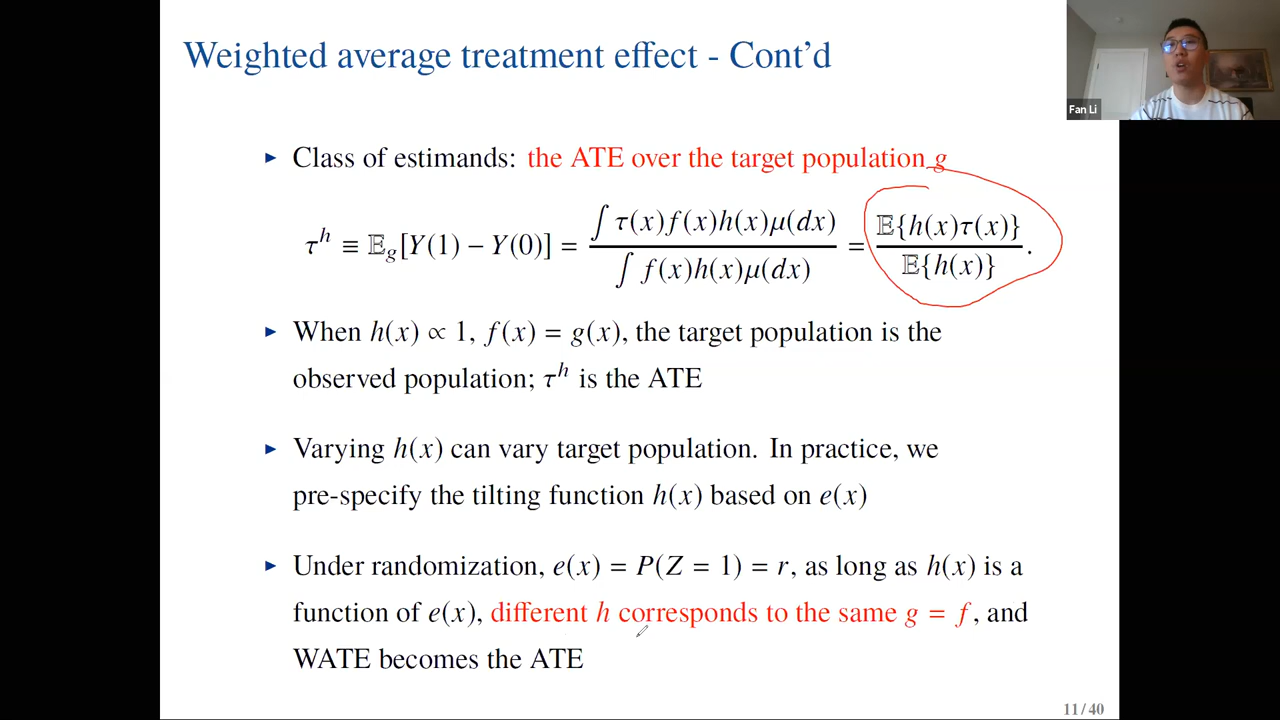 Weighted average treatment effect - Cont'd
Fan Li
▶ Class of estimands: the ATE over the target population g
τ^h ≡ 𝔼_g[Y(1) − Y(0)] = ∫ τ(x)f(x)h(x)μ(dx) / ∫ f(x)h(x)μ(dx) = 𝔼{h(x)τ(x)} / 𝔼{h(x)}.
▶ When h(x) ∝ 1, f(x) = g(x), the target population is the
observed population; τ^h is the ATE
▶ Varying h(x) can vary target population. In practice, we
pre-specify the tilting function h(x) based on e(x)
▶ Under randomization, e(x) = P(Z = 1) = r, as long as h(x) is a
function of e(x), different h corresponds to the same g = f, and
WATE becomes the ATE
11/40